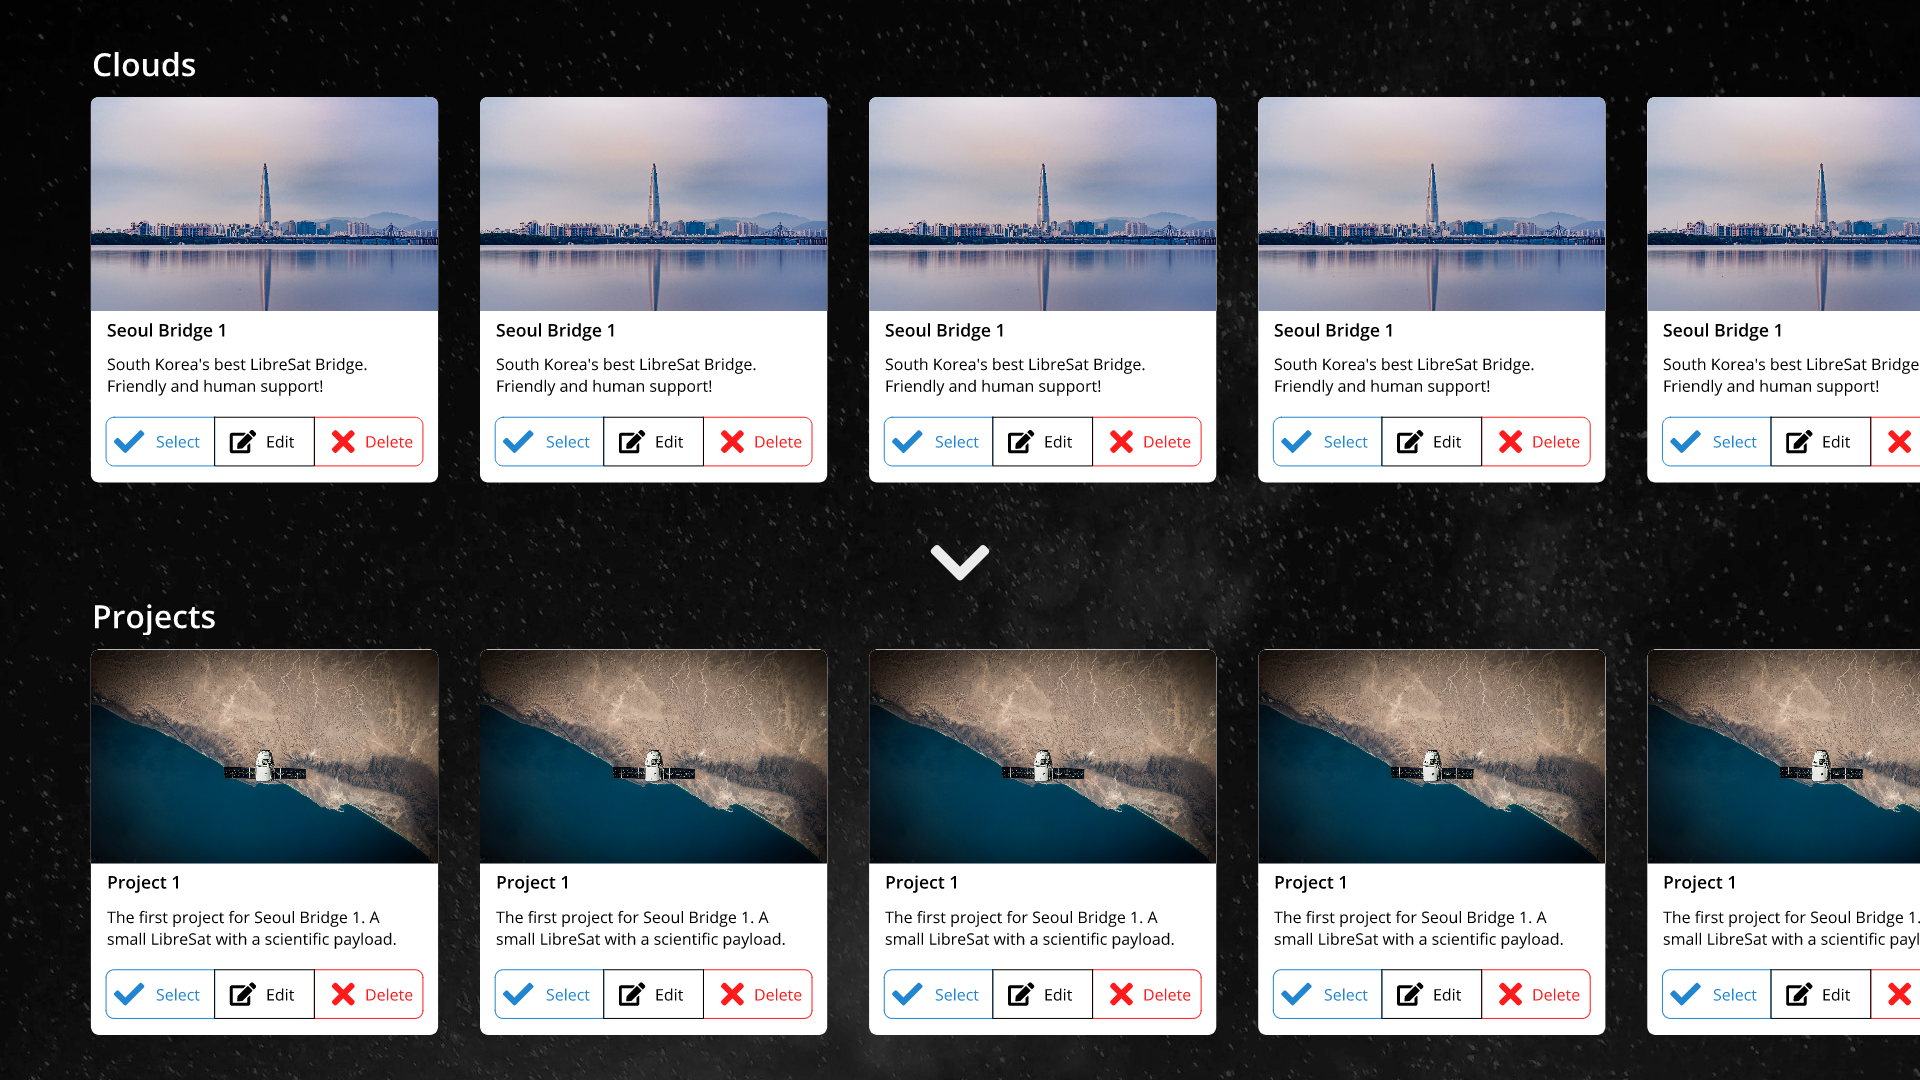 Clouds
Seoul Bridge 1
South Korea's best LibreSat Bridge.
Friendly and human support!
Select Edit Delete
Seoul Bridge 1
South Korea's best LibreSat Bridge.
Friendly and human support!
Select Edit Delete
Seoul Bridge 1
South Korea's best LibreSat Bridge.
Friendly and human support!
Select Edit Delete
Seoul Bridge 1
South Korea's best LibreSat Bridge.
Friendly and human support!
Select Edit Delete
Seoul Bridge 1
South Korea's best LibreSat Bridge
Friendly and human support!
Select Edit
Projects
Project 1
The first project for Seoul Bridge 1. A
small LibreSat with a scientific payload.
Select Edit Delete
Project 1
The first project for Seoul Bridge 1. A
small LibreSat with a scientific payload.
Select Edit Delete
Project 1
The first project for Seoul Bridge 1. A
small LibreSat with a scientific payload.
Select Edit Delete
Project 1
The first project for Seoul Bridge 1. A
small LibreSat with a scientific payload.
Select Edit Delete
Project 1
The first project for Seoul Bridge 1.
small LibreSat with a scientific payl
Select Edit